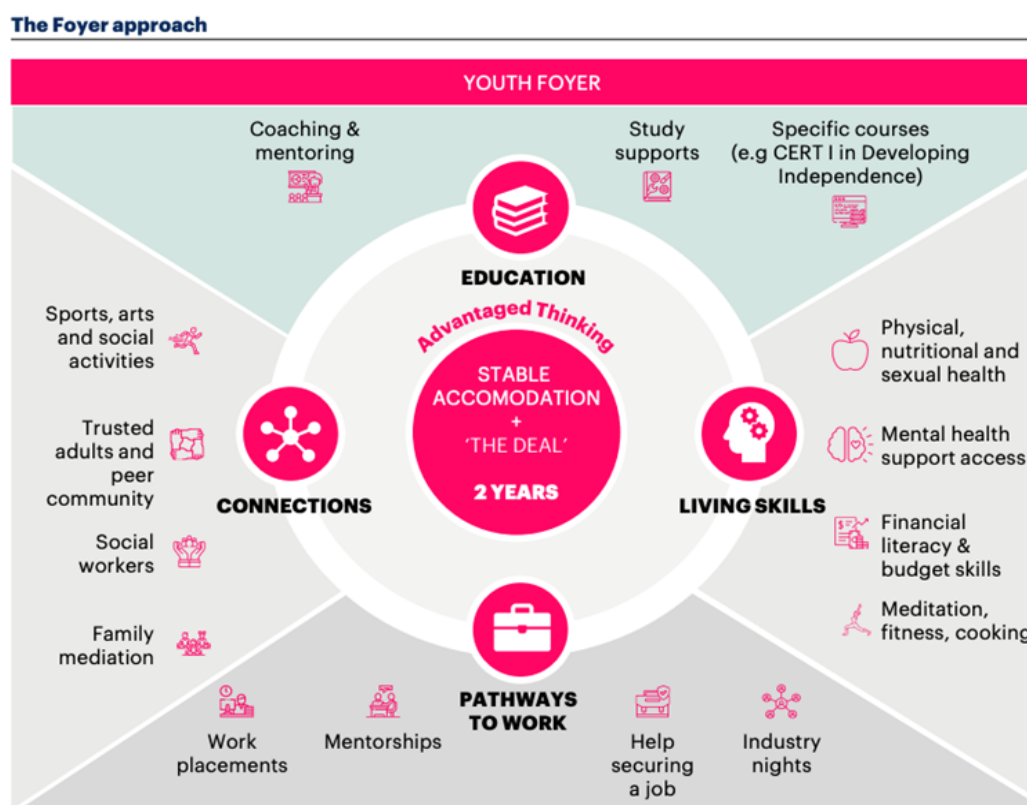 The Foyer approach
YOUTH FOYER
Coaching &
mentoring
Study
supports
Specific courses
(e.g CERT I in Developing
Independence)
EDUCATION
Advantaged Thinking
STABLE
ACCOMODATION
+
‘THE DEAL’
2 YEARS
Sports, arts
and social
activities
Trusted
adults and
peer
community
Social
workers
Family
mediation
CONNECTIONS
LIVING SKILLS
Physical,
nutritional and
sexual health
Mental health
support access
Financial
literacy &
budget skills
Meditation,
fitness, cooking
PATHWAYS
TO WORK
Work
placements
Mentorships
Help
securing
a job
Industry
nights